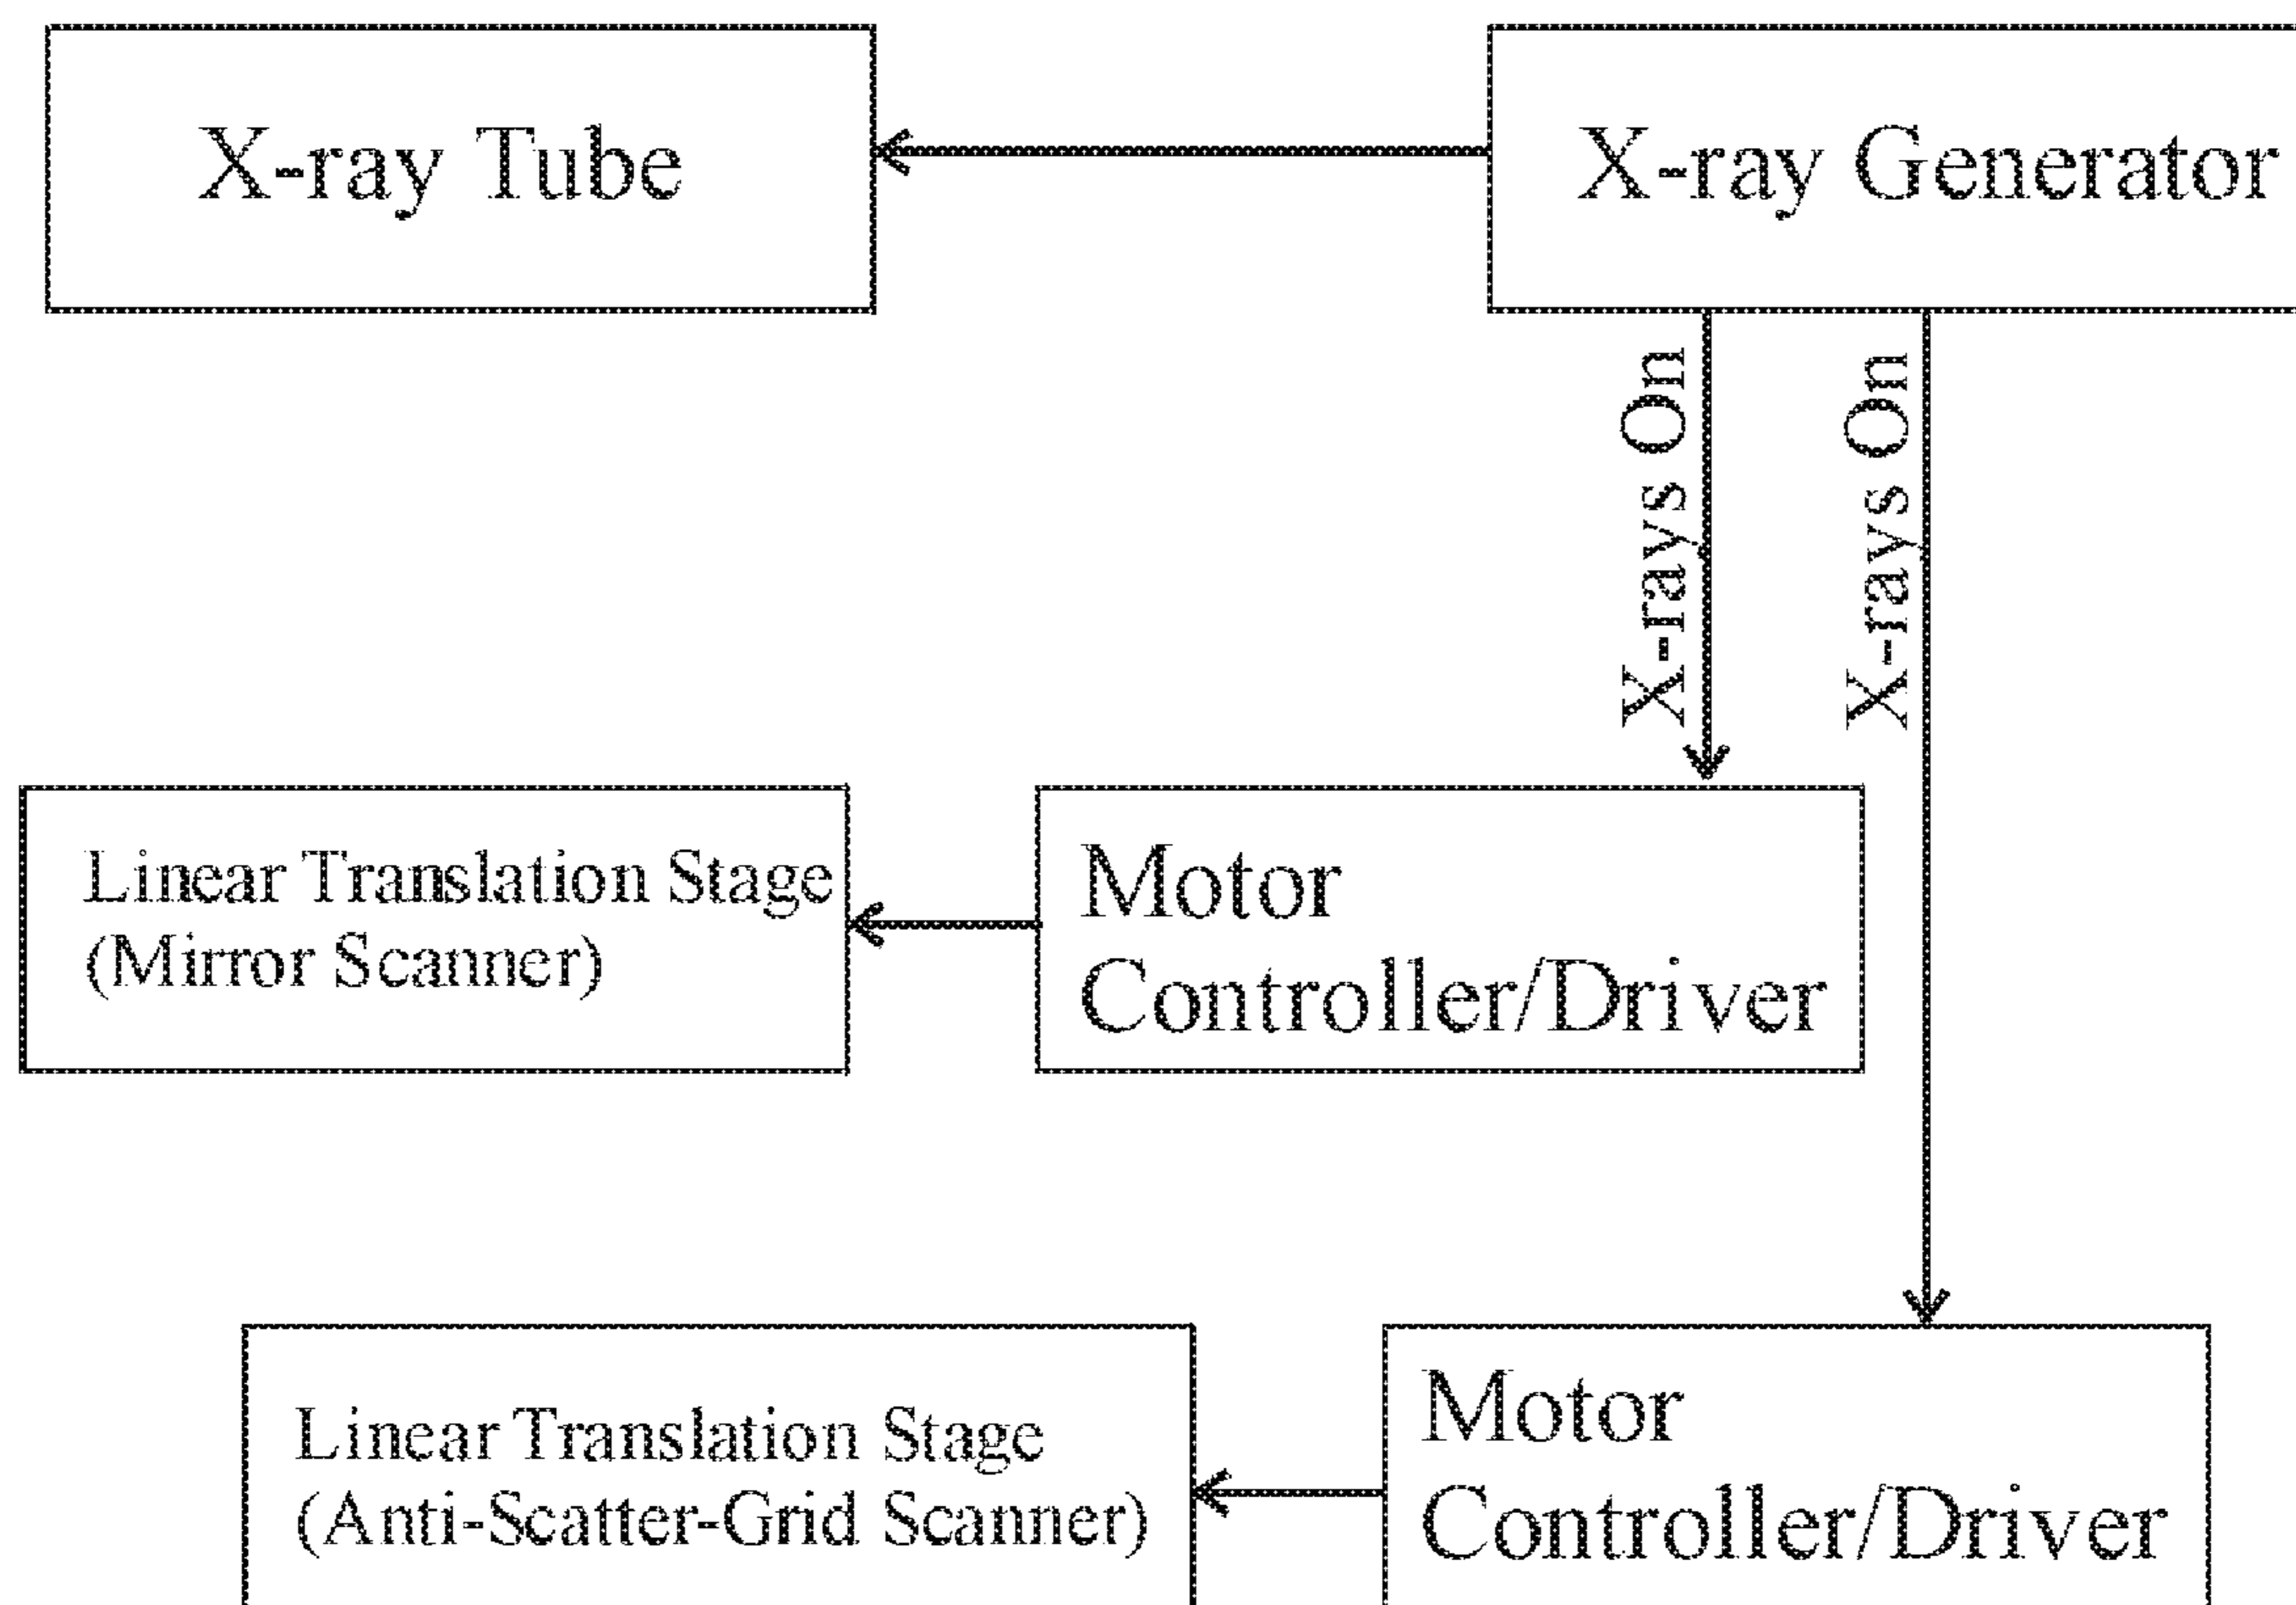 X-ray Tube
X-ray Generator
X-rays On
X-rays On
Linear Translation Stage
(Mirror Scanner)
Motor
Controller/Driver
Linear Translation Stage
(Anti-Scatter-Grid Scanner)
Motor
Controller/Driver